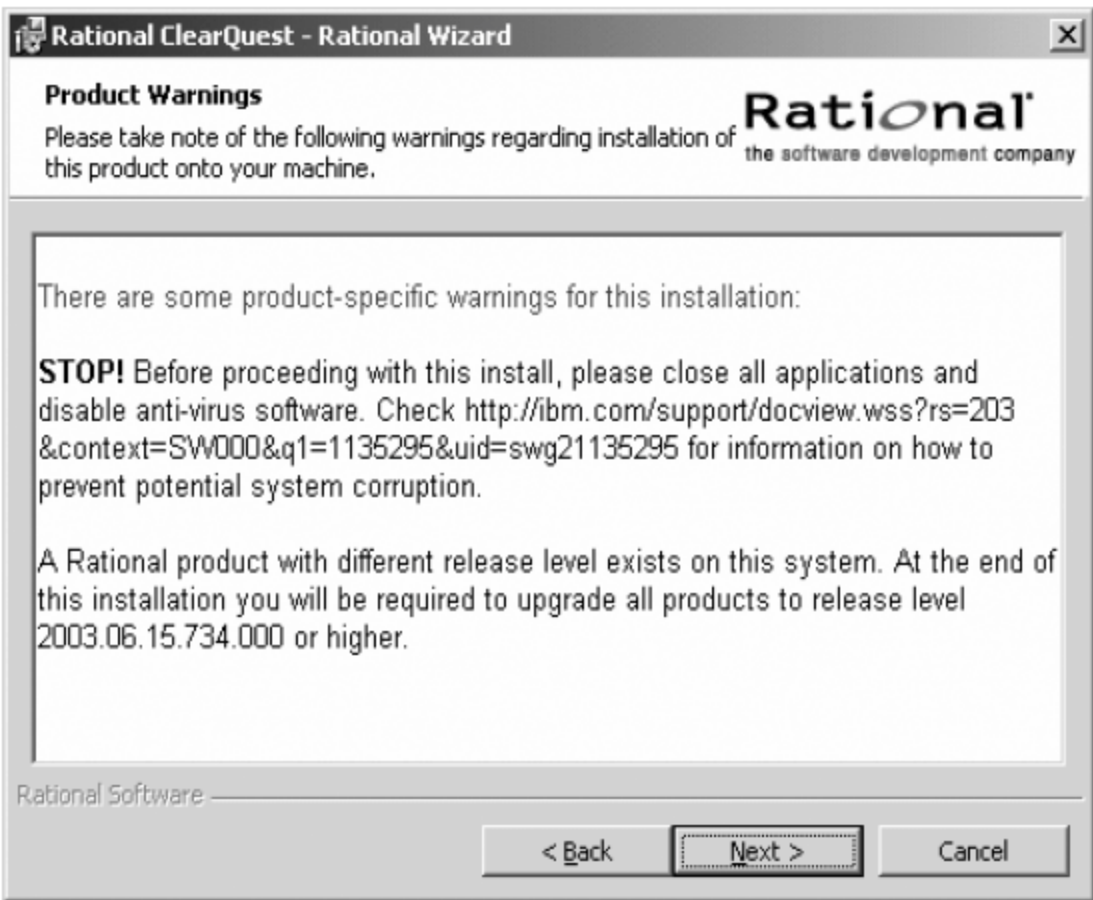 Rational ClearQuest - Rational Wizard
Product Warnings
Please take note of the following warnings regarding installation of
this product onto your machine.
Rational
the software development company
There are some product-specific warnings for this installation:
STOP! Before proceeding with this install, please close all applications and
disable anti-virus software. Check http://ibm.com/support/docview.wss?rs=203
&context=SW000&q1=1135295&uid=swg21135295 for information on how to
prevent potential system corruption.
A Rational product with different release level exists on this system. At the end of
this installation you will be required to upgrade all products to release level
2003.06.15.734.000 or higher.
Rational Software
< Back
Next >
Cancel